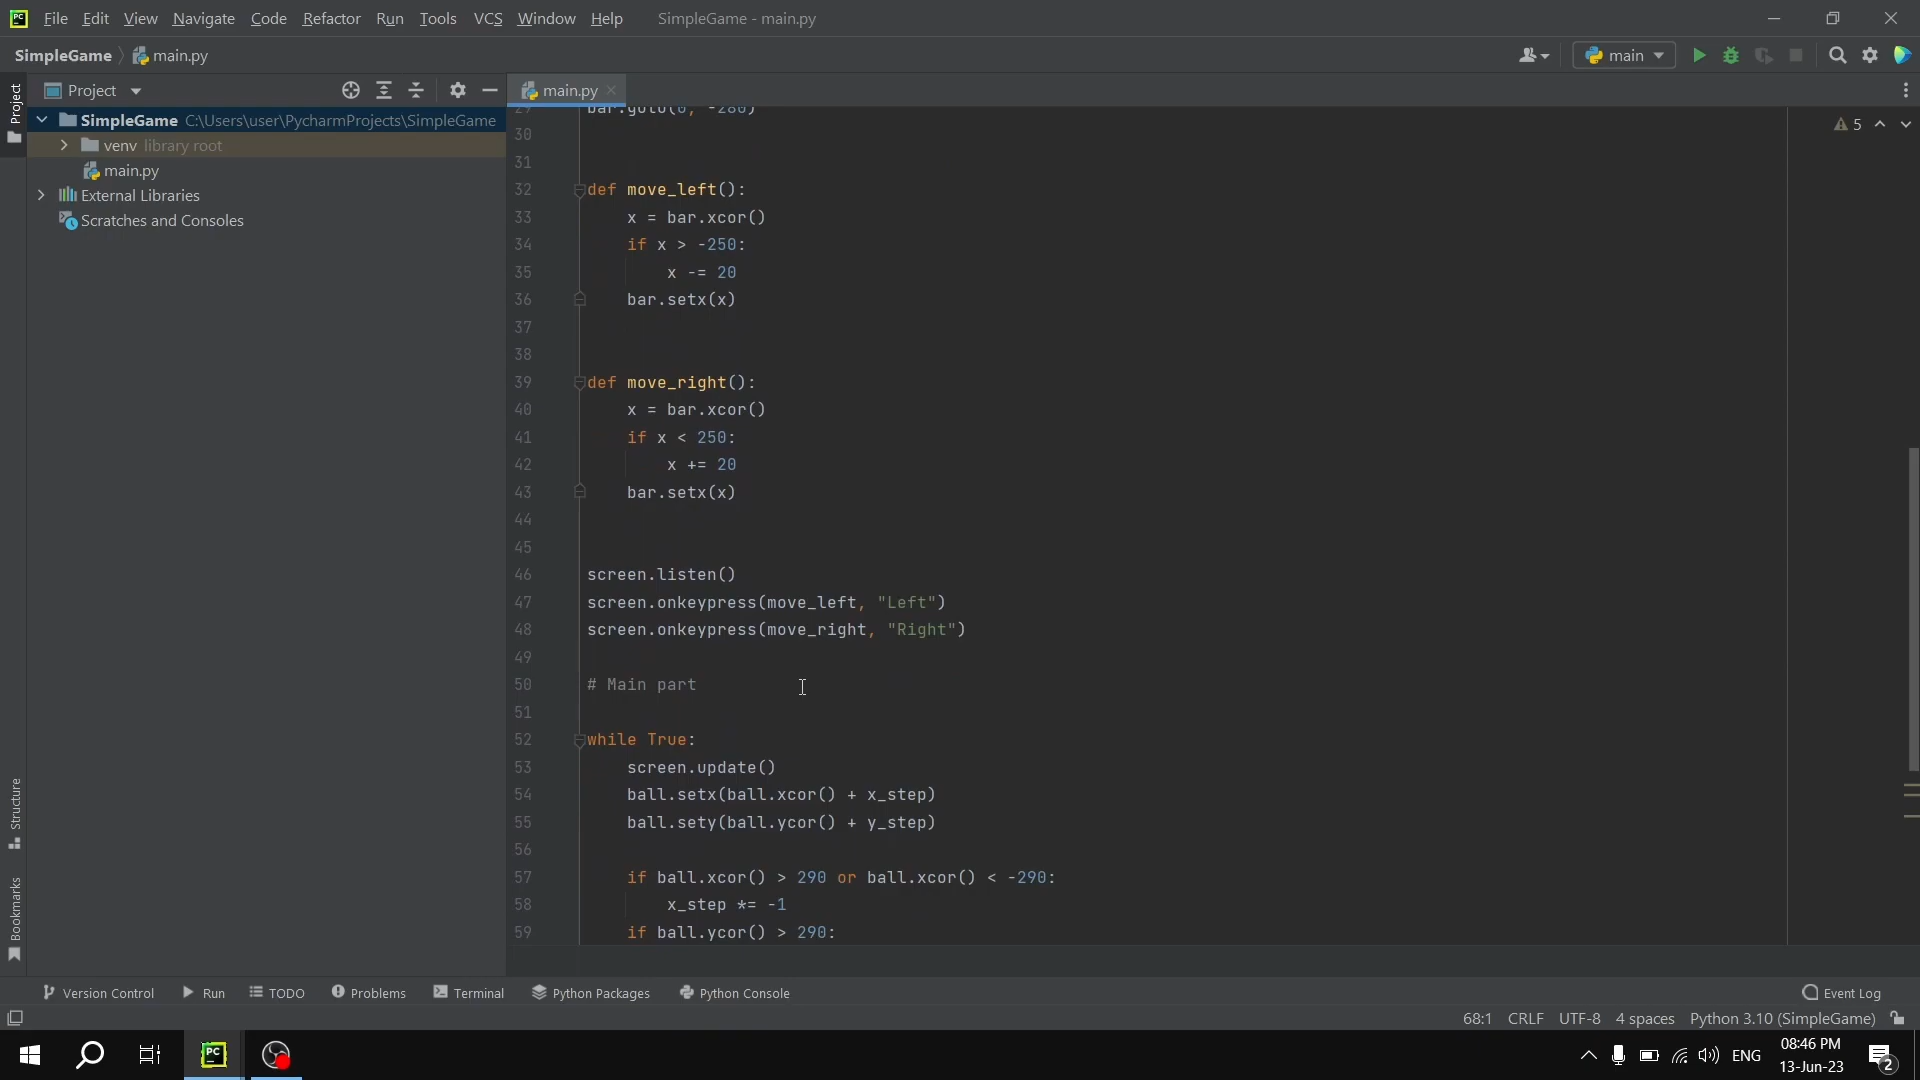 PC File Edit View Navigate Code Refactor Run Tools VCS Window Help SimpleGame - main.py
SimpleGame main.py main
Project
Project
main.py
SimpleGame C:\Users\user\PycharmProjects\SimpleGame
venv library root
main.py
External Libraries
Scratches and Consoles
5
29 bar.goto(0, -280)
30
31
32 def move_left():
33 x = bar.xcor()
34 if x > -250:
35 x -= 20
36 bar.setx(x)
37
38
39 def move_right():
40 x = bar.xcor()
41 if x < 250:
42 x += 20
43 bar.setx(x)
44
45
46 screen.listen()
47 screen.onkeypress(move_left, "Left")
48 screen.onkeypress(move_right, "Right")
49
50 # Main part
51
52 while True:
53 screen.update()
54 ball.setx(ball.xcor() + x_step)
55 ball.sety(ball.ycor() + y_step)
56
57 if ball.xcor() > 290 or ball.xcor() < -290:
58 x_step *= -1
59 if ball.ycor() > 290:
Structure
Bookmarks
Version Control Run TODO Problems Terminal Python Packages Python Console Event Log
68:1 CRLF UTF-8 4 spaces Python 3.10 (SimpleGame)
PC ENG 08:46 PM
13-Jun-23 2